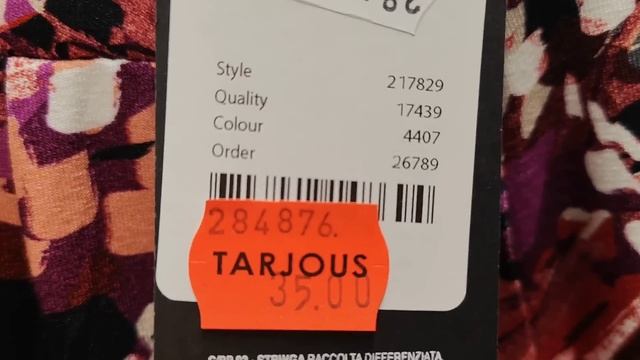 Style 217829
Quality 17439
Colour 4407
Order 26789
284876.
TARJOUS
35.00
STRINGA RACCOLTA DIFFERENZIATA